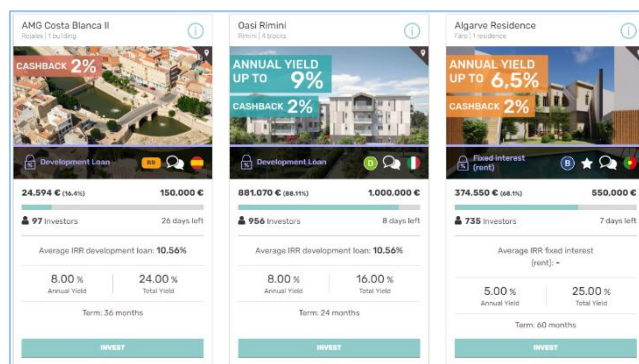 AMG Costa Blanca II
Rojales | 1 building
CASHBACK 2%
Development Loan
BB
24.594 € (16.4%) 150.000 €
97 Investors 26 days left
Average IRR development loan: 10.56%
8.00 % 24.00 %
Annual Yield Total Yield
Term: 36 months
INVEST
Oasi Rimini
Rimini | 4 blocks
ANNUAL YIELD
UP TO 9%
CASHBACK 2%
Development Loan
D
881.070 € (88.11%) 1.000.000 €
956 Investors 8 days left
Average IRR development loan: 10.56%
8.00 % 16.00 %
Annual Yield Total Yield
Term: 24 months
INVEST
Algarve Residence
Faro | 1 residence
ANNUAL YIELD
UP TO 6,5%
CASHBACK 2%
Fixed interest
(rent)
B
374.550 € (68.1%) 550.000 €
735 Investors 7 days left
Average IRR fixed interest
(rent): -
5.00 % 25.00 %
Annual Yield Total Yield
Term: 60 months
INVEST